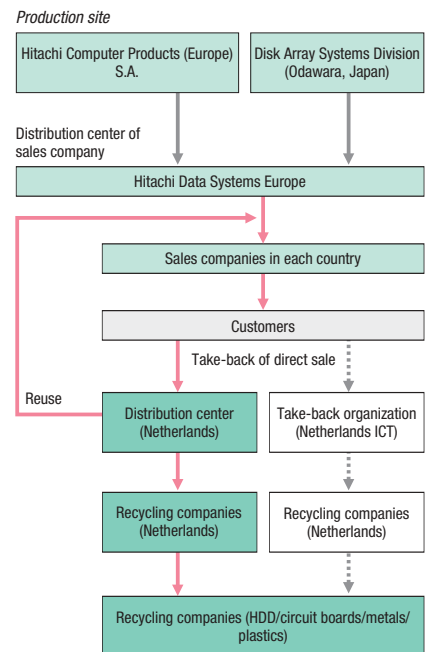 Production site
Hitachi Computer Products (Europe)
S.A.
Disk Array Systems Division
(Odawara, Japan)
Distribution center of
sales company
Hitachi Data Systems Europe
Sales companies in each country
Customers
Take-back of direct sale
Reuse
Distribution center
(Netherlands)
Take-back organization
(Netherlands ICT)
Recycling companies
(Netherlands)
Recycling companies
(Netherlands)
Recycling companies (HDD/circuit boards/metals/
plastics)